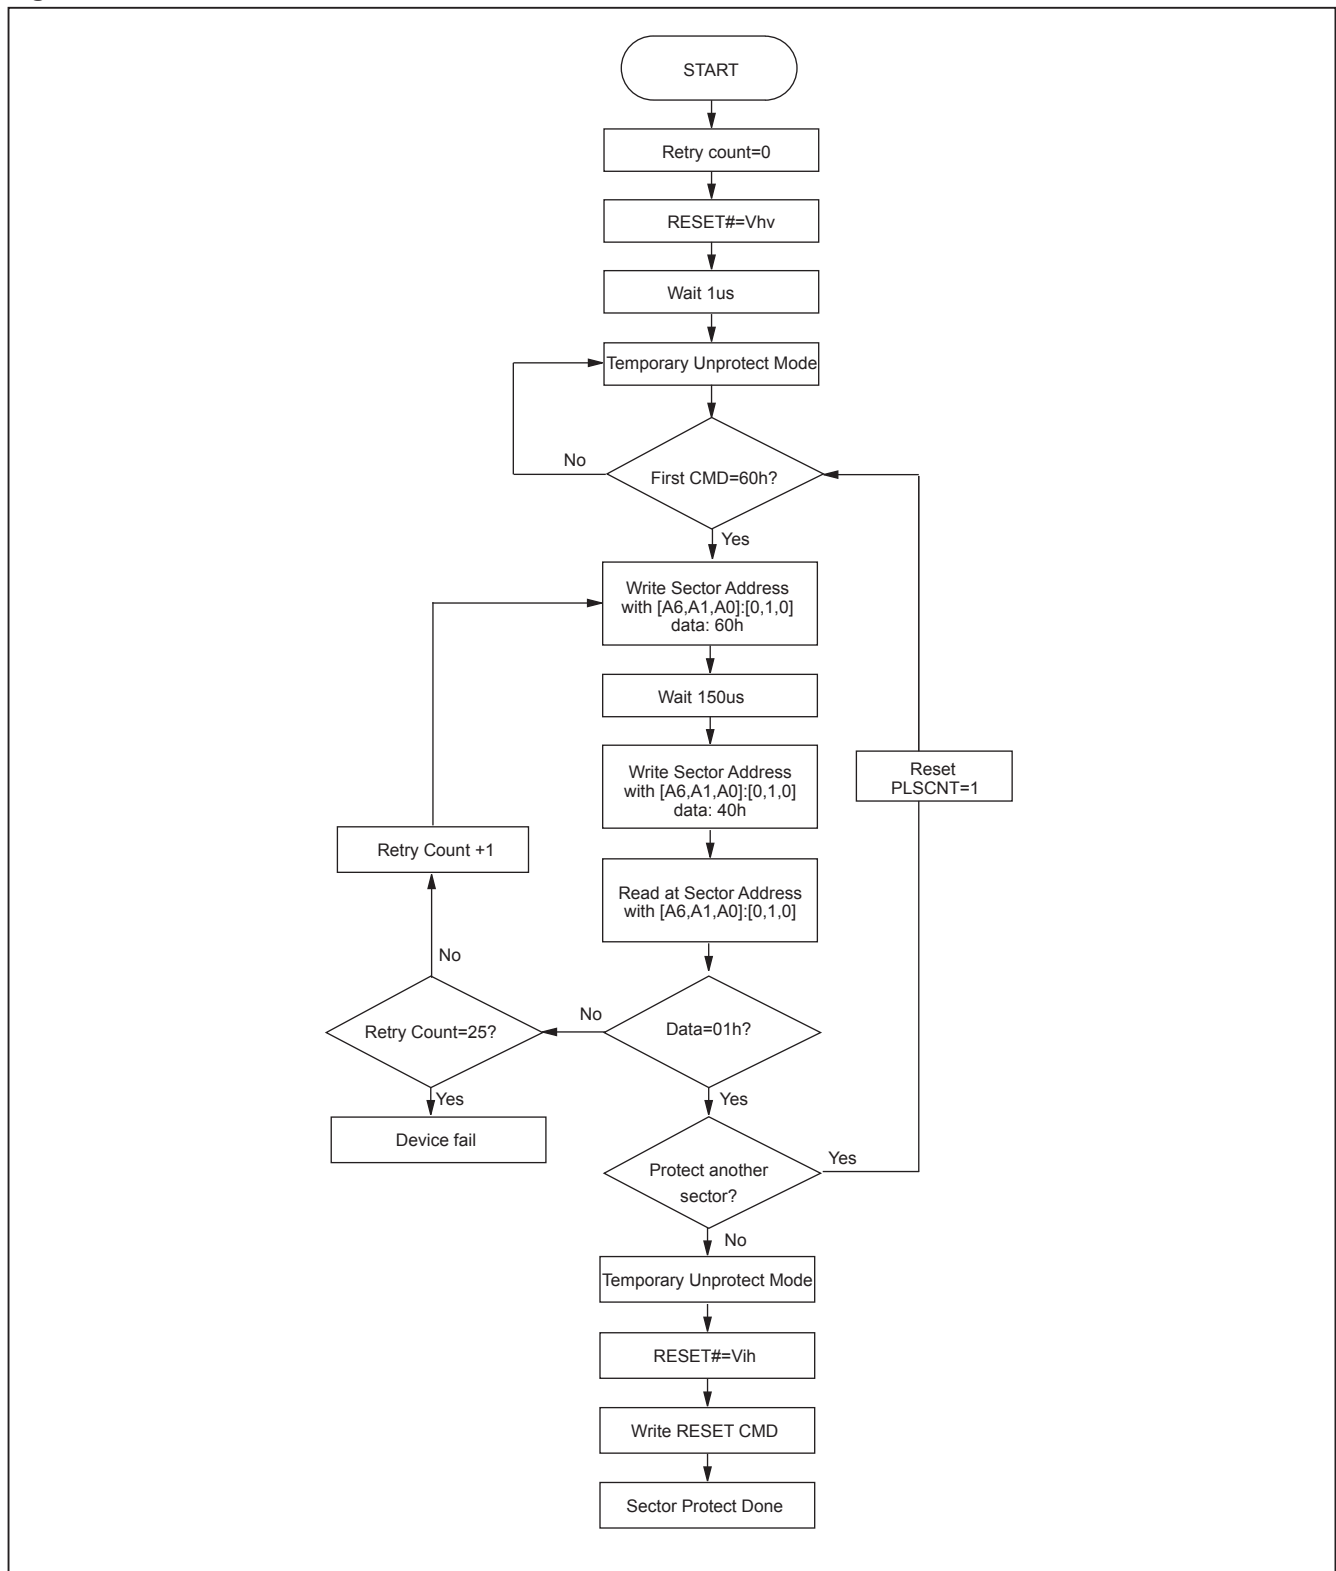 START
Retry count=0
RESET#=Vhv
Wait 1us
Temporary Unprotect Mode
No
First CMD=60h?
Yes
Write Sector Address
with [A6,A1,A0]:[0,1,0]
data: 60h
Wait 150us
Write Sector Address
with [A6,A1,A0]:[0,1,0]
data: 40h
Reset
PLSCNT=1
Retry Count +1
Read at Sector Address
with [A6,A1,A0]:[0,1,0]
No
No
Retry Count=25?
Data=01h?
Yes
Yes
Device fail
Protect another
sector?
Yes
No
Temporary Unprotect Mode
RESET#=Vih
Write RESET CMD
Sector Protect Done